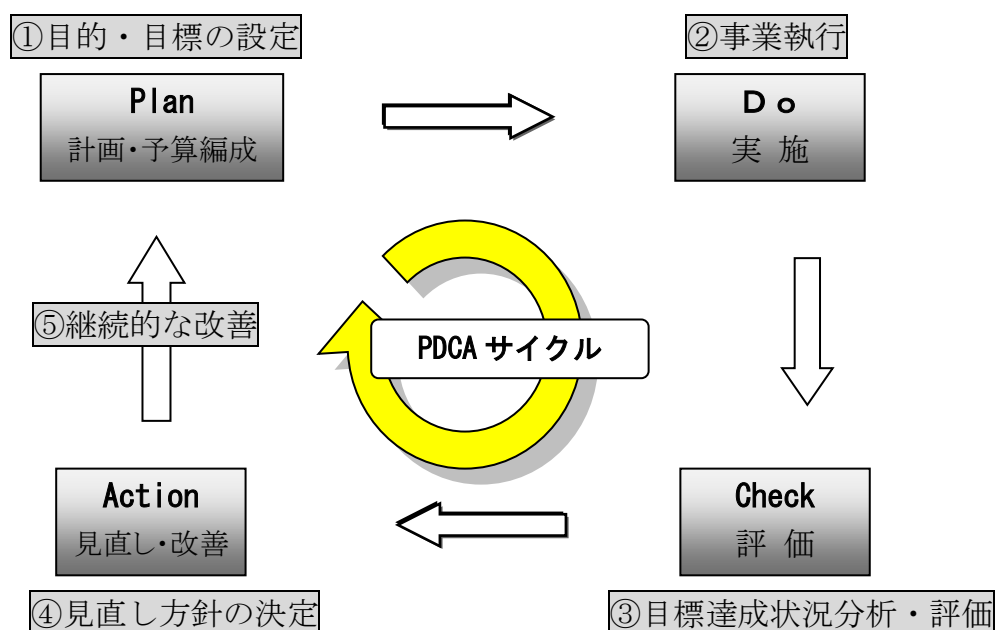 ①目的・目標の設定
Plan
計画・予算編成
②事業執行
Ｄｏ
実 施
⑤継続的な改善
PDCA サイクル
Action
見直し・改善
④見直し方針の決定
Check
評 価
③目標達成状況分析・評価